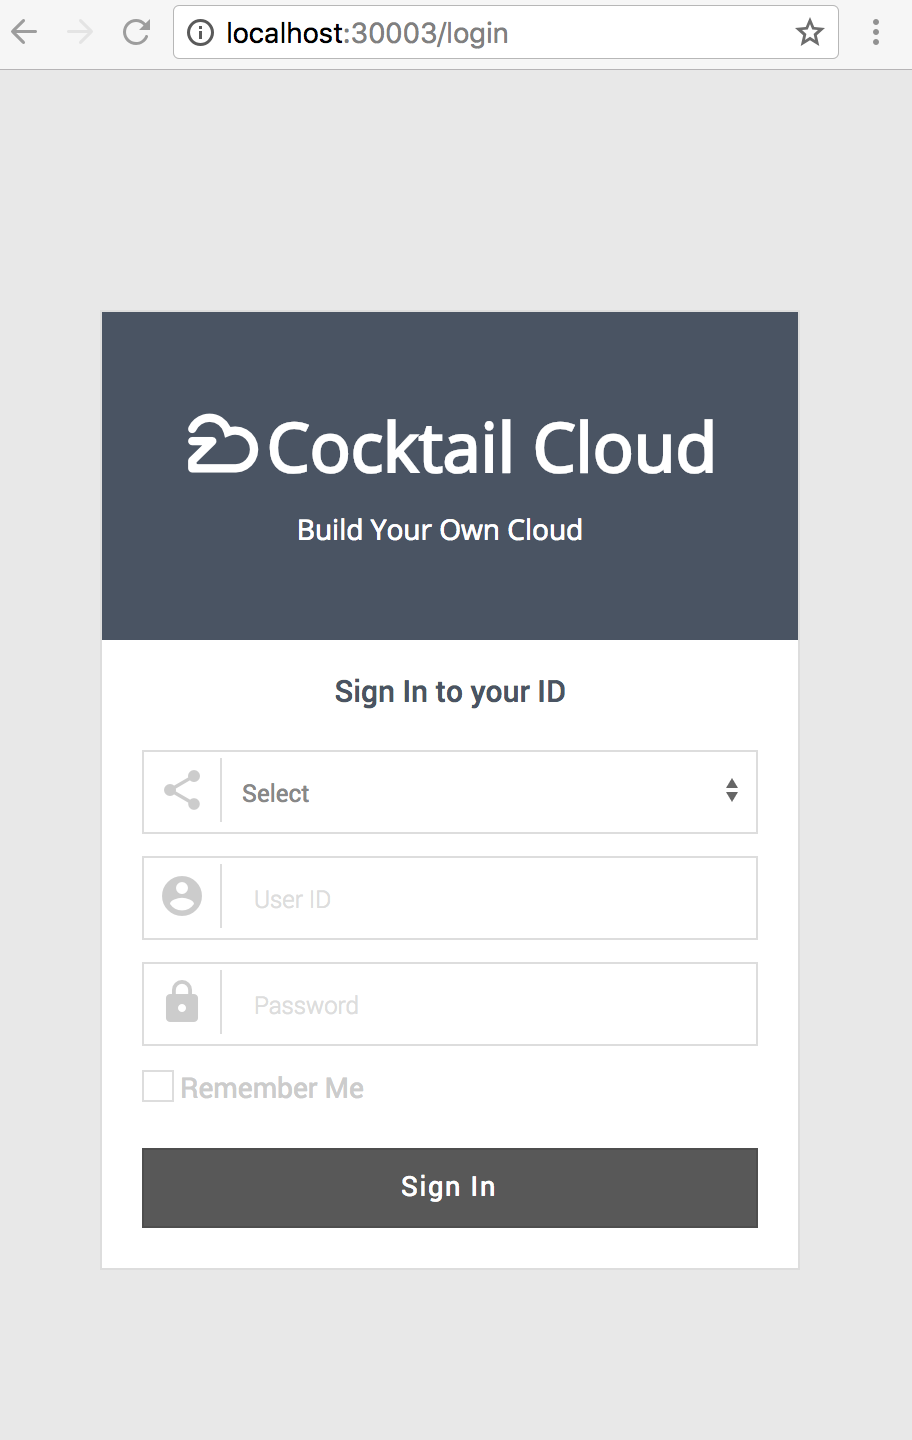 localhost:30003/login
Cocktail Cloud
Build Your Own Cloud
Sign In to your ID
Select
User ID
Password
Remember Me
Sign In